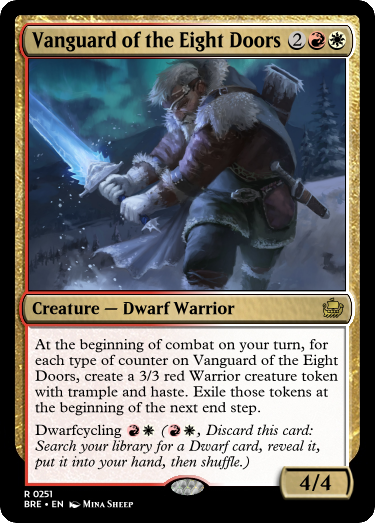 Vanguard of the Eight Doors 2
Creature — Dwarf Warrior
At the beginning of combat on your turn, for
each type of counter on Vanguard of the Eight
Doors, create a 3/3 red Warrior creature token
with trample and haste. Exile those tokens at
the beginning of the next end step.
Dwarfcycling (, Discard this card:
Search your library for a Dwarf card, reveal it,
put it into your hand, then shuffle.)
4/4
R 0251
BRE • EN Mina Sheep